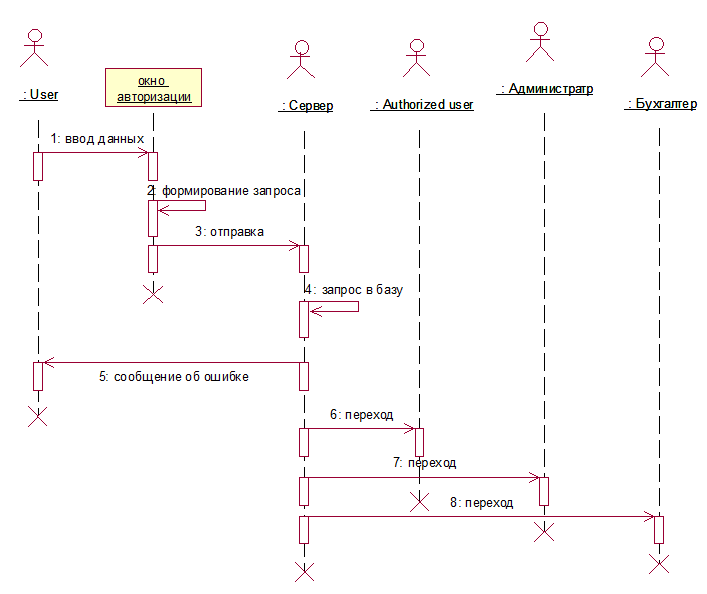 : User
окно
авторизации
: Сервер
: Authorized user
: Администратр
: Бухгалтер
1: ввод данных
2: формирование запроса
3: отправка
4: запрос в базу
5: сообщение об ошибке
6: переход
7: переход
8: переход